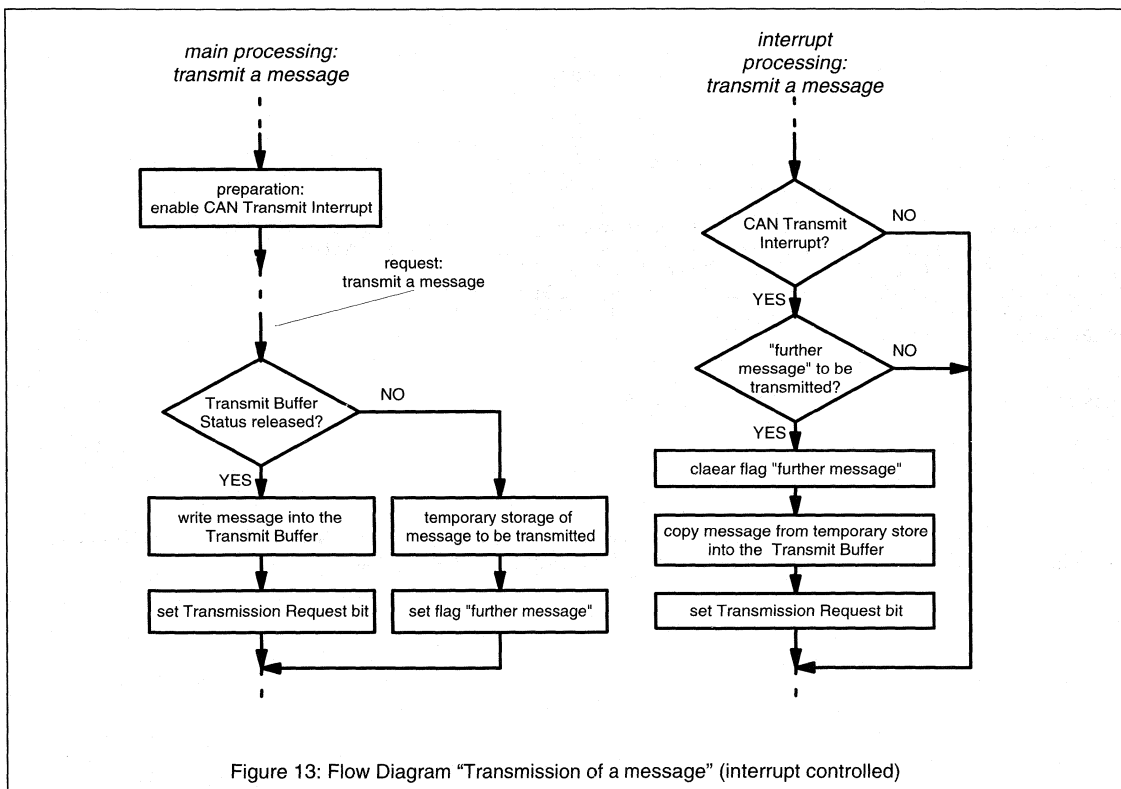 main processing:
transmit a message
preparation:
enable CAN Transmit Interrupt
request:
transmit a message
Transmit Buffer
Status released?
NO
YES
write message into the
Transmit Buffer
temporary storage of
message to be transmitted
set Transmission Request bit
set flag "further message"
interrupt
processing:
transmit a message
CAN Transmit
Interrupt?
NO
YES
"further
message" to be
transmitted?
NO
YES
claear flag "further message"
copy message from temporary store
into the Transmit Buffer
set Transmission Request bit
Figure 13: Flow Diagram “Transmission of a message” (interrupt controlled)